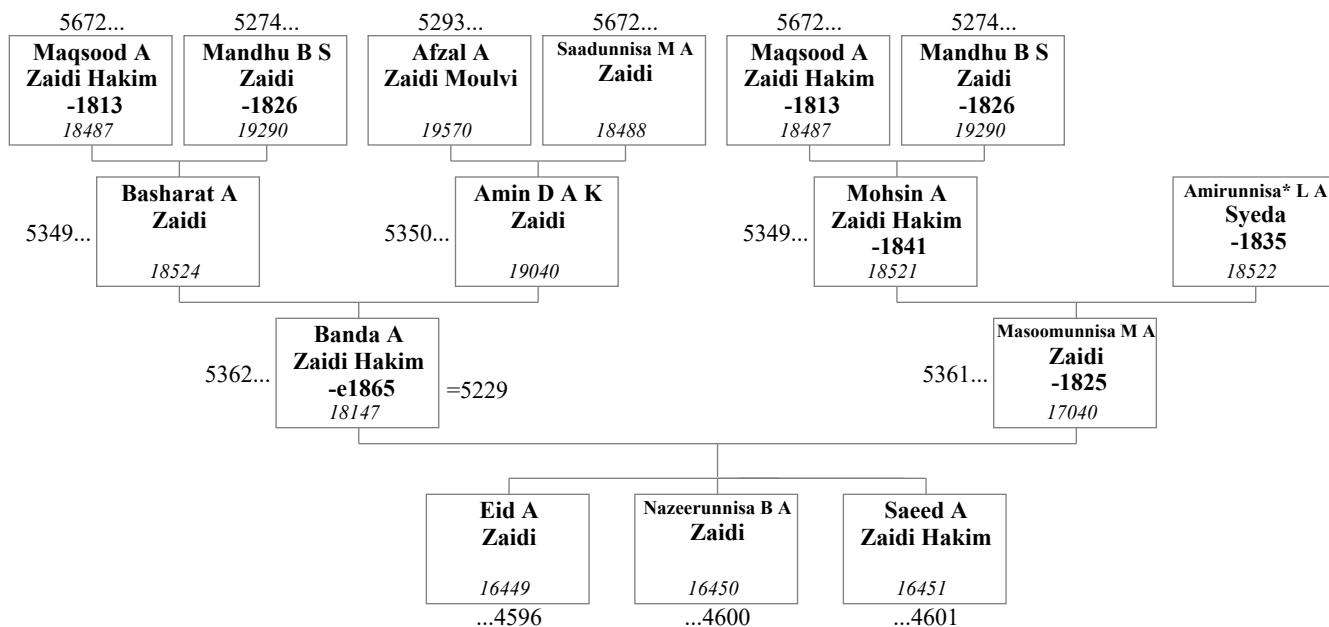 5672... 5274... 5293... 5672... 5672... 5274...
Maqsood A
Zaidi Hakim
-1813
18487
Mandhu B S
Zaidi
-1826
19290
Afzal A
Zaidi Moulvi
19570
Saadunnisa M A
Zaidi
18488
Maqsood A
Zaidi Hakim
-1813
18487
Mandhu B S
Zaidi
-1826
19290
5349...
Basharat A
Zaidi
18524
5350...
Amin D A K
Zaidi
19040
5349...
Mohsin A
Zaidi Hakim
-1841
18521
Amirunnisa* L A
Syeda
-1835
18522
5362...
Banda A
Zaidi Hakim
-e1865
18147
=5229
5361...
Masoomunnisa M A
Zaidi
-1825
17040
Eid A
Zaidi
16449
...4596
Nazeerunnisa B A
Zaidi
16450
...4600
Saeed A
Zaidi Hakim
16451
...4601